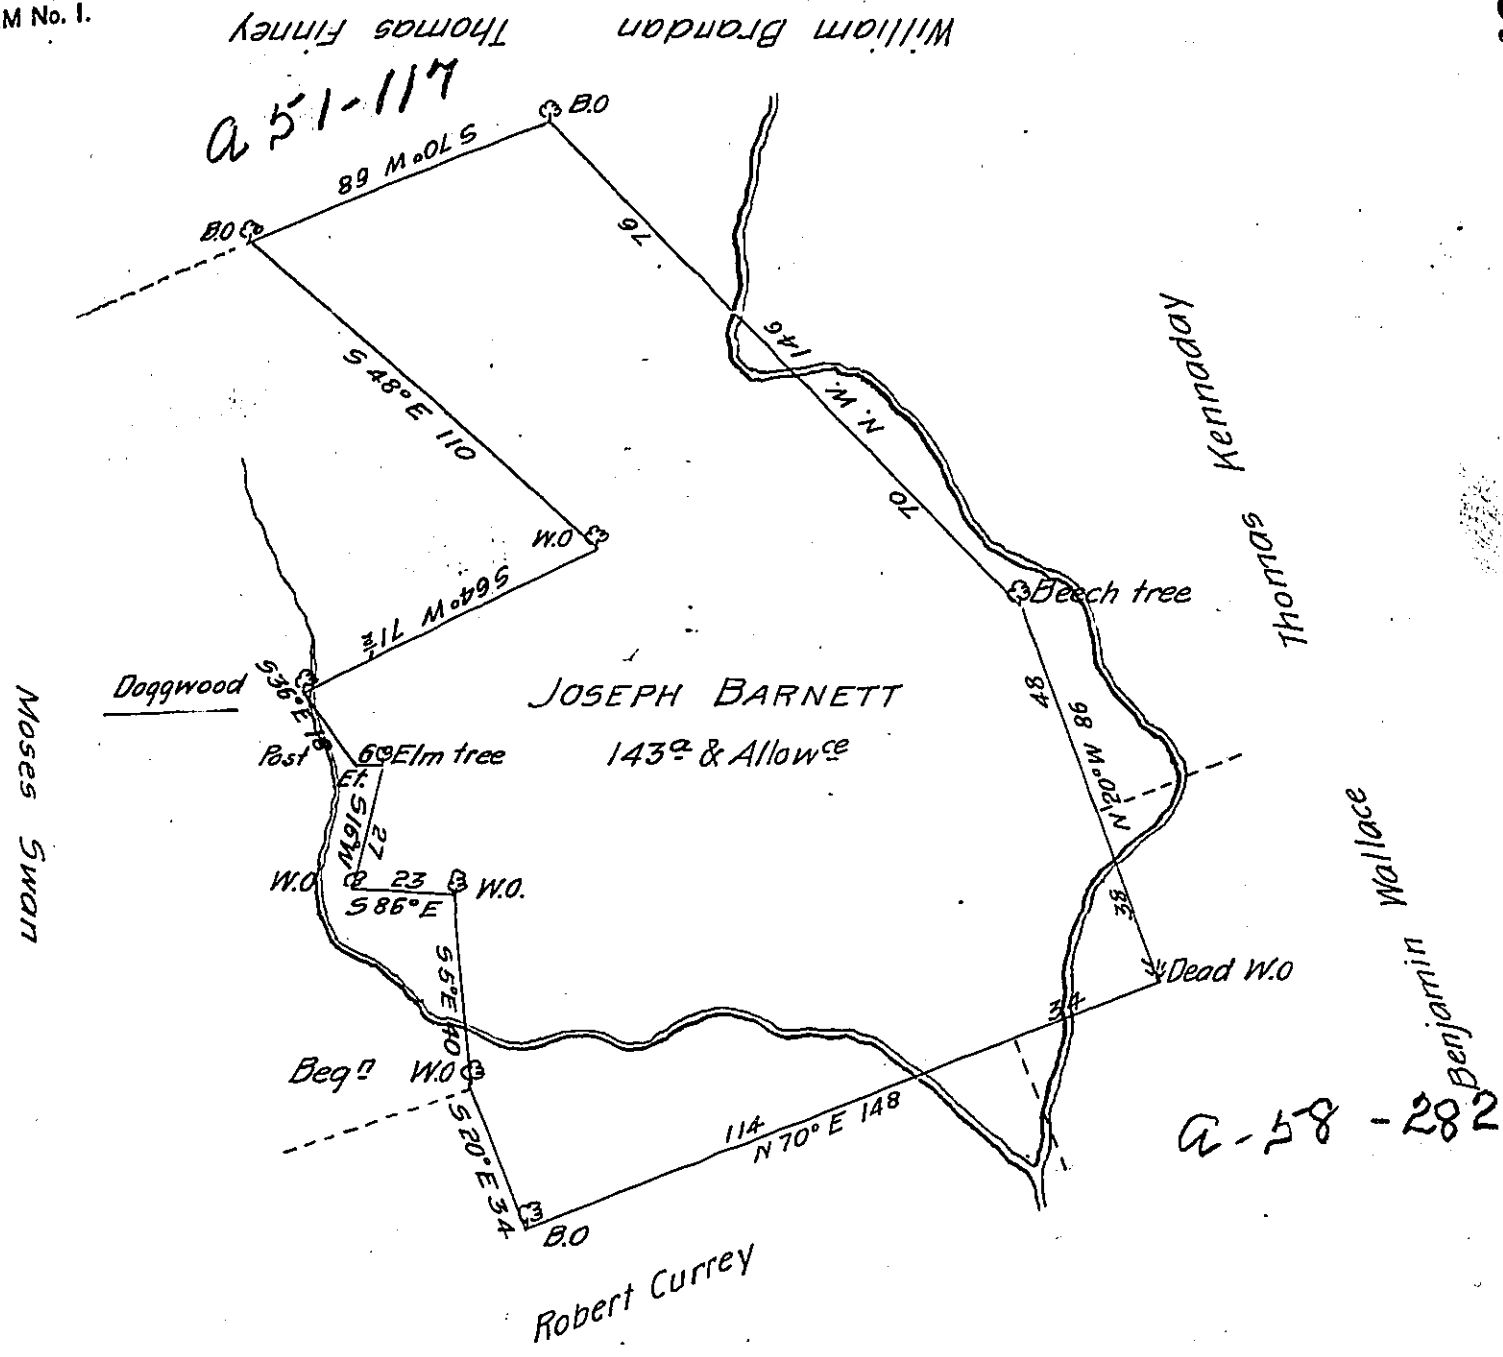 M No. 1.
William Brandan Thomas Finney
a 51-117
B.O
S 70° W 68
B.O
76
146
N. W.
70
S 48° E 110
W.O
S 64° W 71½
Thomas Kennaday
Beech tree
Doggwood
S 36° E 18
JOSEPH BARNETT
143ª & Allowᶜᵉ
Post
6
Elm tree
Et.
S 16° W
27
48
N 20° W 86
38
Moses Swan
W.O
23
S 86° E
W.O.
S 5° E 40
Dead W.O
34
Benjamin Wallace
Begⁿ W.O
S 20° E 34
114
N 70° E 148
a-58-282
B.O
Robert Currey